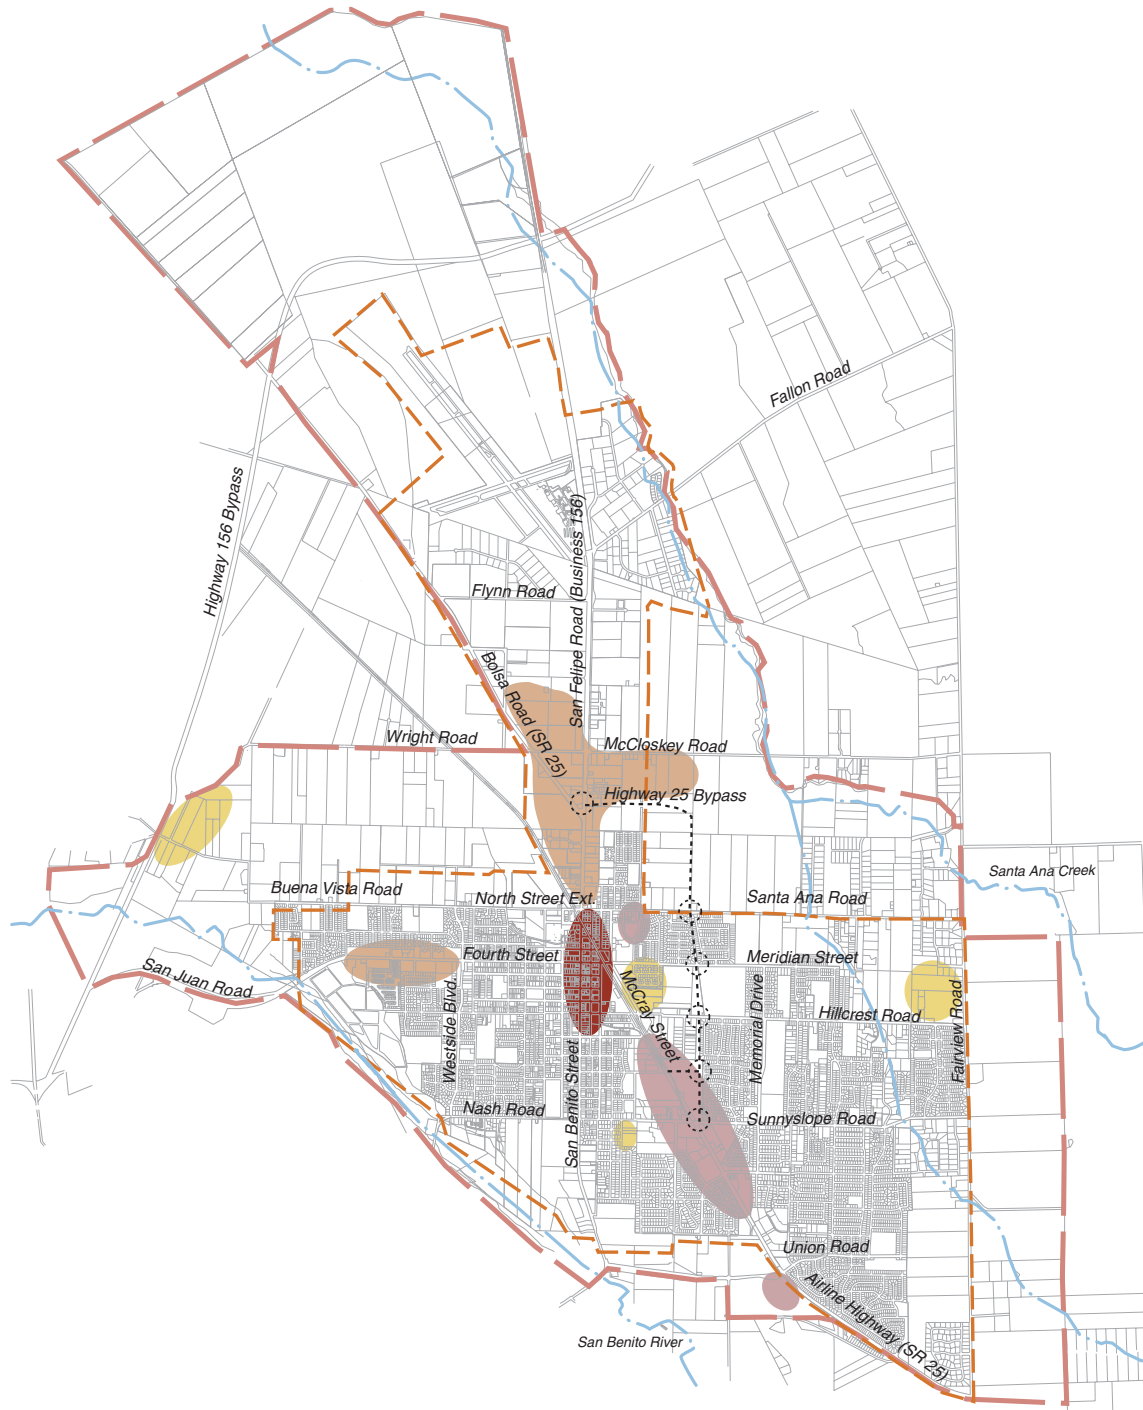 Fallon Road
Highway 156 Bypass
San Felipe Road (Business 156)
Flynn Road
Bolsa Road (SR 25)
Wright Road
McCloskey Road
Highway 25 Bypass
Santa Ana Creek
Buena Vista Road
North Street Ext.
Santa Ana Road
Fourth Street
Meridian Street
San Juan Road
McCray Street
Westside Blvd.
Memorial Drive
Hillcrest Road
Fairview Road
San Benito Street
Nash Road
Sunnyslope Road
Union Road
Airline Highway (SR 25)
San Benito River